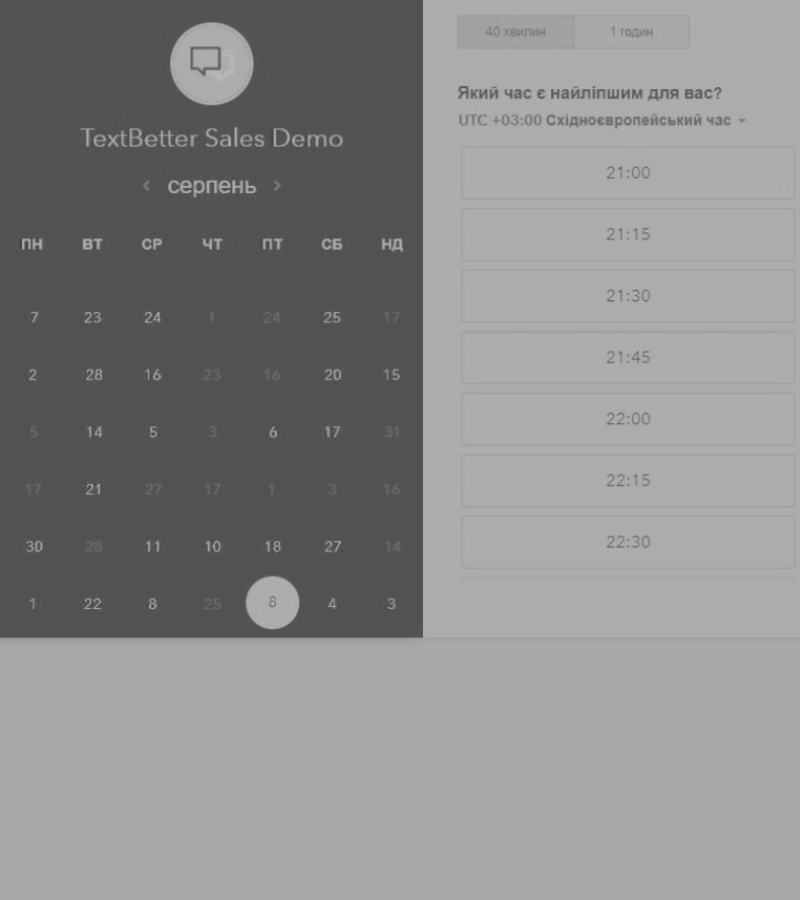 TextBetter Sales Demo
серпень
ПН ВТ СР ЧТ ПТ СБ НД
7 23 24 1 24 25 17
2 28 16 23 16 20 15
5 14 5 3 6 17 31
17 21 27 17 1 3 16
30 28 11 10 18 27 14
1 22 8 25 8 4 3
40 хвилин 1 годин
Який час є найліпшим для вас?
UTC +03:00 Східноєвропейський час
21:00
21:15
21:30
21:45
22:00
22:15
22:30